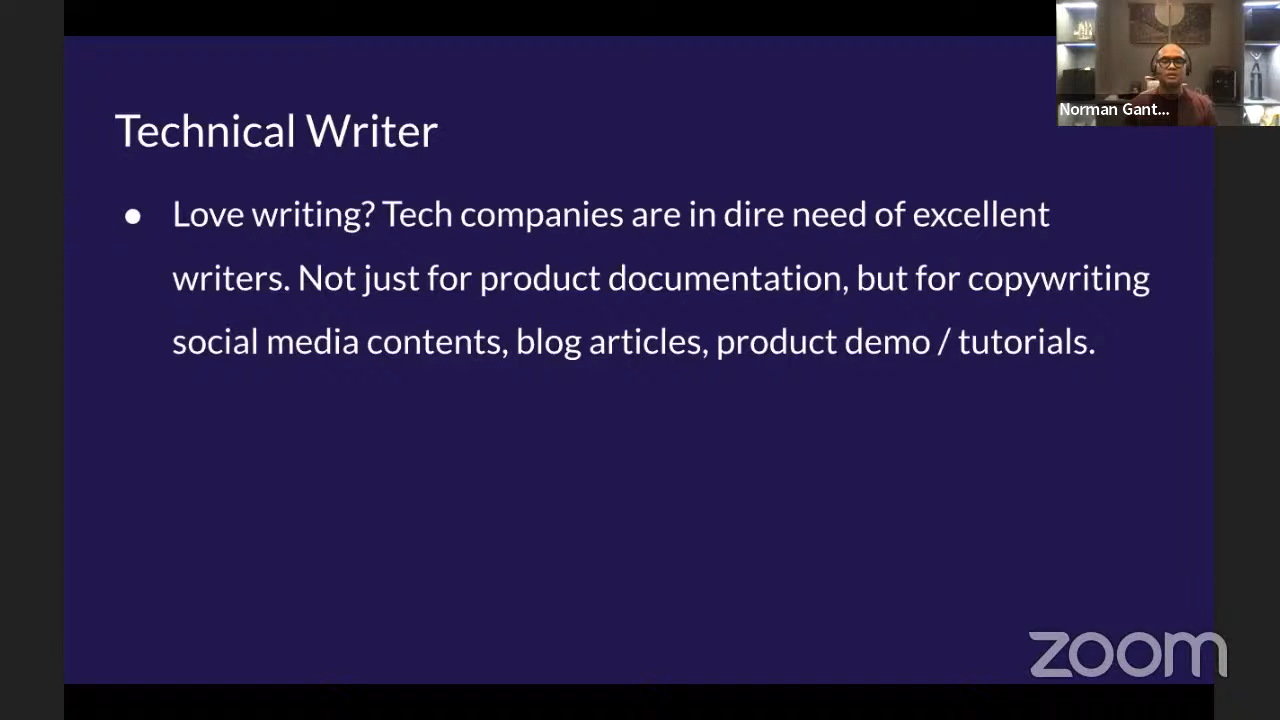 Technical Writer
● Love writing? Tech companies are in dire need of excellent
writers. Not just for product documentation, but for copywriting
social media contents, blog articles, product demo / tutorials.
Norman Gant...
zoom